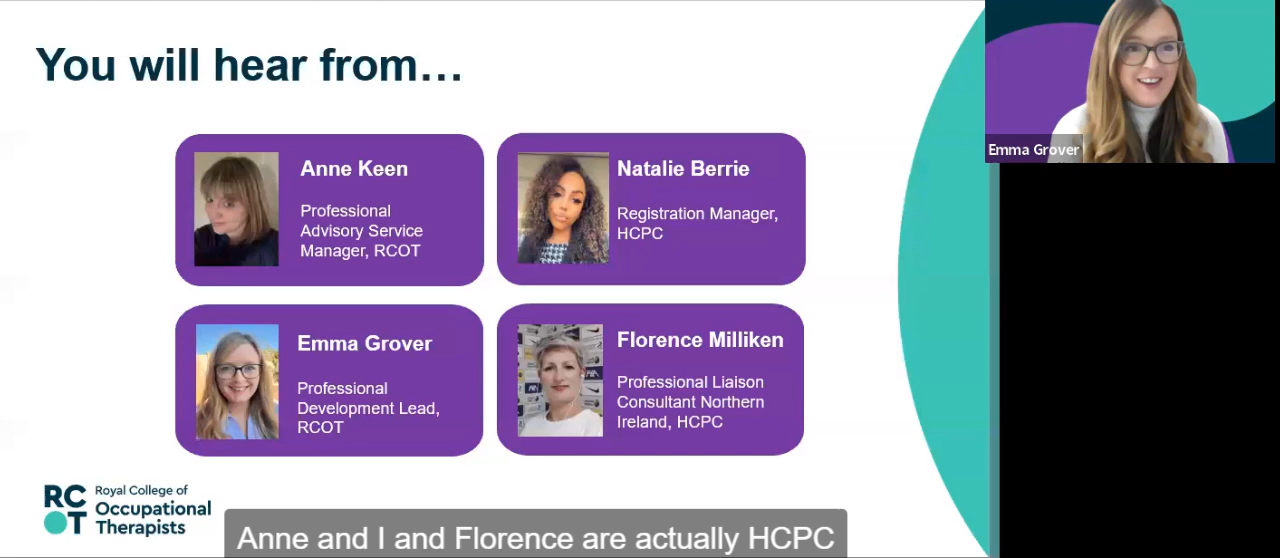 You will hear from...
Anne Keen
Professional
Advisory Service
Manager, RCOT
Natalie Berrie
Registration Manager,
HCPC
Emma Grover
Professional
Development Lead,
RCOT
Florence Milliken
Professional Liaison
Consultant Northern
Ireland, HCPC
Emma Grover
RC
OT
Royal College of
Occupational
Therapists
Anne and I and Florence are actually HCPC